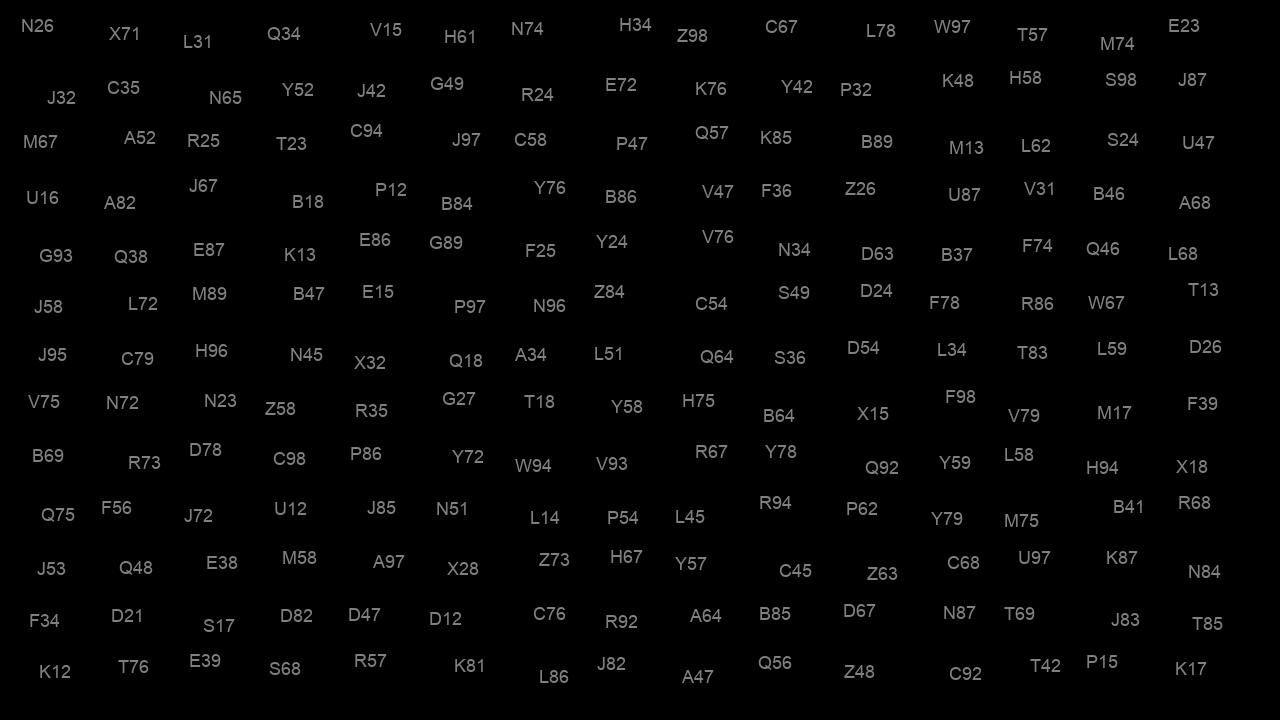 N26 X71 L31 Q34 V15 H61 N74 H34 Z98 C67 L78 W97 T57 M74 E23
J32 C35 N65 Y52 J42 G49 R24 E72 K76 Y42 P32 K48 H58 S98 J87
M67 A52 R25 T23 C94 J97 C58 P47 Q57 K85 B89 M13 L62 S24 U47
U16 A82 J67 B18 P12 B84 Y76 B86 V47 F36 Z26 U87 V31 B46 A68
G93 Q38 E87 K13 E86 G89 F25 Y24 V76 N34 D63 B37 F74 Q46 L68
J58 L72 M89 B47 E15 P97 N96 Z84 C54 S49 D24 F78 R86 W67 T13
J95 C79 H96 N45 X32 Q18 A34 L51 Q64 S36 D54 L34 T83 L59 D26
V75 N72 N23 Z58 R35 G27 T18 Y58 H75 B64 X15 F98 V79 M17 F39
B69 R73 D78 C98 P86 Y72 W94 V93 R67 Y78 Q92 Y59 L58 H94 X18
Q75 F56 J72 U12 J85 N51 L14 P54 L45 R94 P62 Y79 M75 B41 R68
J53 Q48 E38 M58 A97 X28 Z73 H67 Y57 C45 Z63 C68 U97 K87 N84
F34 D21 S17 D82 D47 D12 C76 R92 A64 B85 D67 N87 T69 J83 T85
K12 T76 E39 S68 R57 K81 L86 J82 A47 Q56 Z48 C92 T42 P15 K17